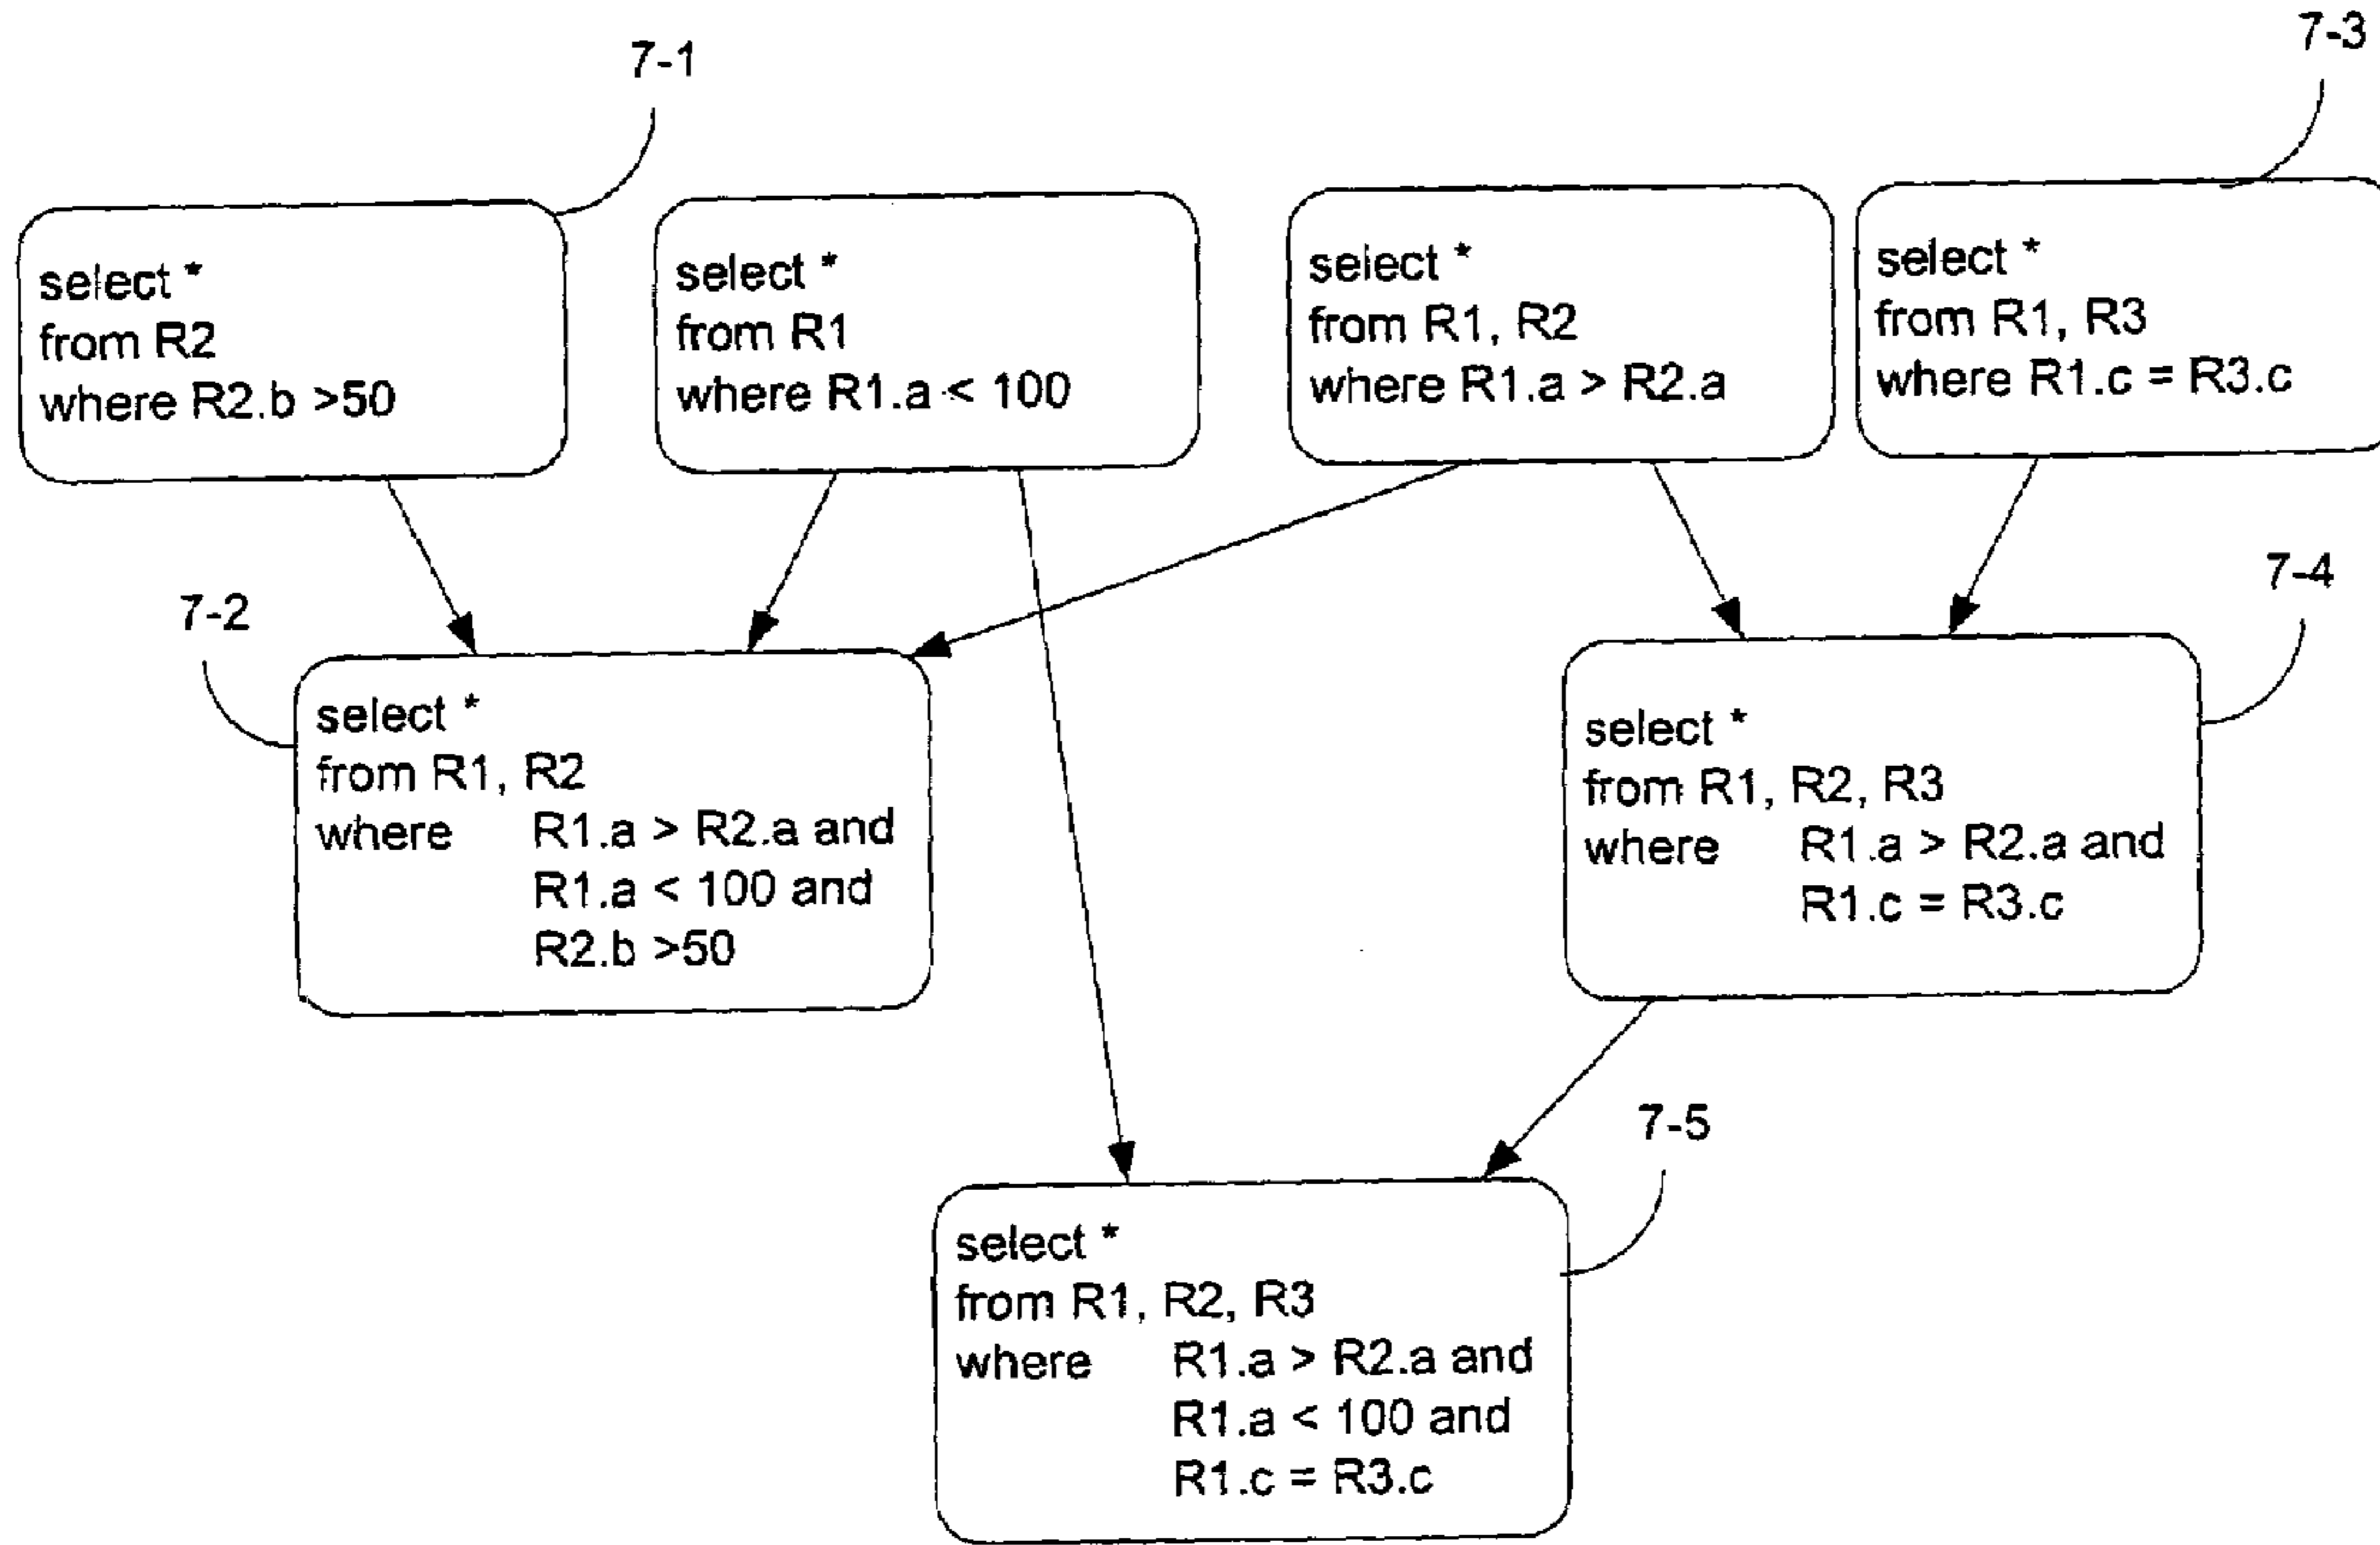 7-1
7-3
select *
from R2
where R2.b >50
select *
from R1
where R1.a < 100
select *
from R1, R2
where R1.a > R2.a
select *
from R1, R3
where R1.c = R3.c
7-2
7-4
select *
from R1, R2
where R1.a > R2.a and
R1.a < 100 and
R2.b >50
select *
from R1, R2, R3
where R1.a > R2.a and
R1.c = R3.c
7-5
select *
from R1, R2, R3
where R1.a > R2.a and
R1.a < 100 and
R1.c = R3.c